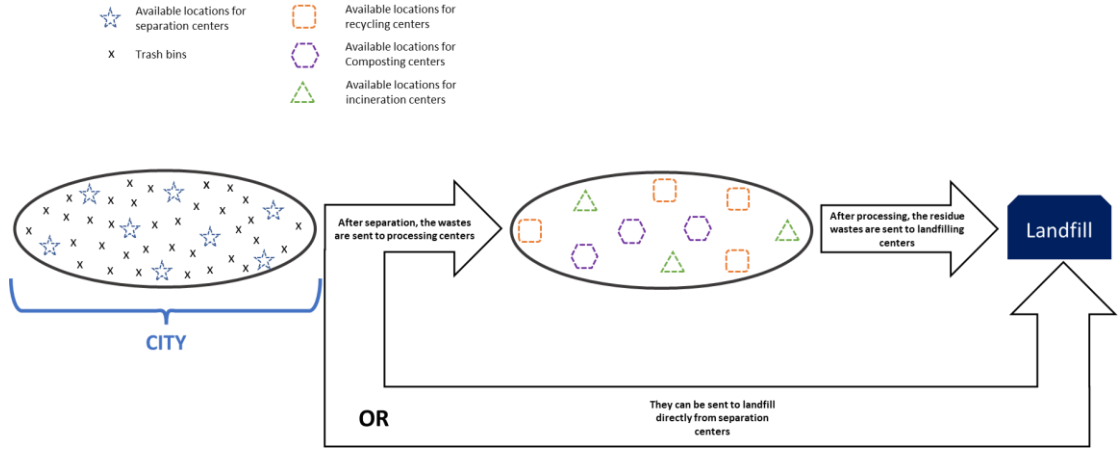 Available locations for
separation centers
Trash bins
Available locations for
recycling centers
Available locations for
Composting centers
Available locations for
incineration centers
After separation, the wastes
are sent to processing centers
After processing, the residue
wastes are sent to landfilling
centers
Landfill
CITY
OR
They can be sent to landfill
directly from separation
centers